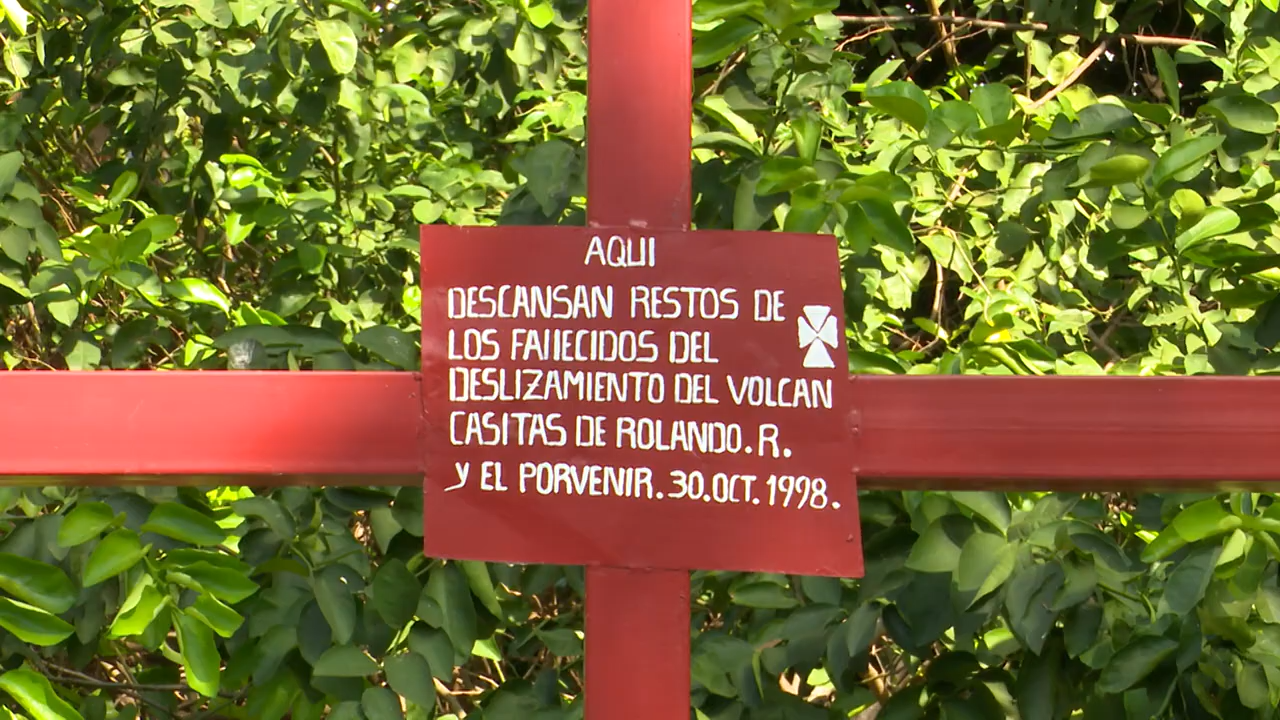 AQUI
DESCANSAN RESTOS DE
LOS FALLECIDOS DEL
DESLIZAMIENTO DEL VOLCAN
CASITAS DE ROLANDO. R.
y EL PORVENIR. 30. OCT. 1998.